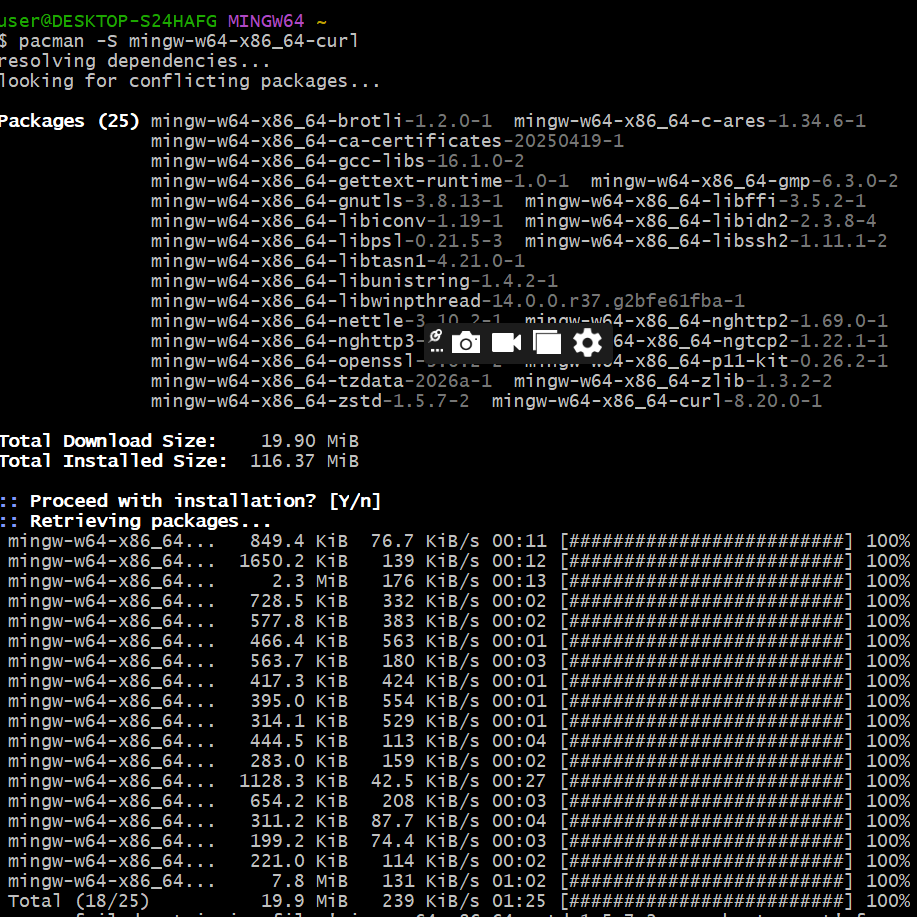 user@DESKTOP-S24HAFG MINGW64 ~
$ pacman -S mingw-w64-x86_64-curl
resolving dependencies...
looking for conflicting packages...
Packages (25) mingw-w64-x86_64-brotli-1.2.0-1  mingw-w64-x86_64-c-ares-1.34.6-1
mingw-w64-x86_64-ca-certificates-20250419-1
mingw-w64-x86_64-gcc-libs-16.1.0-2
mingw-w64-x86_64-gettext-runtime-1.0-1  mingw-w64-x86_64-gmp-6.3.0-2
mingw-w64-x86_64-gnutls-3.8.13-1  mingw-w64-x86_64-libffi-3.5.2-1
mingw-w64-x86_64-libiconv-1.19-1  mingw-w64-x86_64-libidn2-2.3.8-4
mingw-w64-x86_64-libpsl-0.21.5-3  mingw-w64-x86_64-libssh2-1.11.1-2
mingw-w64-x86_64-libtasn1-4.21.0-1
mingw-w64-x86_64-libunistring-1.4.2-1
mingw-w64-x86_64-libwinpthread-14.0.0.r37.g2bfe61fba-1
mingw-w64-x86_64-nettle-3.10.2-1  mingw-w64-x86_64-nghttp2-1.69.0-1
mingw-w64-x86_64-nghttp3- 64-x86_64-ngtcp2-1.22.1-1
mingw-w64-x86_64-openssl- mingw-w64-x86_64-p11-kit-0.26.2-1
mingw-w64-x86_64-tzdata-2026a-1  mingw-w64-x86_64-zlib-1.3.2-2
mingw-w64-x86_64-zstd-1.5.7-2  mingw-w64-x86_64-curl-8.20.0-1
Total Download Size:    19.90 MiB
Total Installed Size:  116.37 MiB
:: Proceed with installation? [Y/n]
:: Retrieving packages...
mingw-w64-x86_64...   849.4 KiB  76.7 KiB/s 00:11 [#########################] 100%
mingw-w64-x86_64...  1650.2 KiB   139 KiB/s 00:12 [#########################] 100%
mingw-w64-x86_64...     2.3 MiB   176 KiB/s 00:13 [#########################] 100%
mingw-w64-x86_64...   728.5 KiB   332 KiB/s 00:02 [#########################] 100%
mingw-w64-x86_64...   577.8 KiB   383 KiB/s 00:02 [#########################] 100%
mingw-w64-x86_64...   466.4 KiB   563 KiB/s 00:01 [#########################] 100%
mingw-w64-x86_64...   563.7 KiB   180 KiB/s 00:03 [#########################] 100%
mingw-w64-x86_64...   417.3 KiB   424 KiB/s 00:01 [#########################] 100%
mingw-w64-x86_64...   395.0 KiB   554 KiB/s 00:01 [#########################] 100%
mingw-w64-x86_64...   314.1 KiB   529 KiB/s 00:01 [#########################] 100%
mingw-w64-x86_64...   444.5 KiB   113 KiB/s 00:04 [#########################] 100%
mingw-w64-x86_64...   283.0 KiB   159 KiB/s 00:02 [#########################] 100%
mingw-w64-x86_64...  1128.3 KiB  42.5 KiB/s 00:27 [#########################] 100%
mingw-w64-x86_64...   654.2 KiB   208 KiB/s 00:03 [#########################] 100%
mingw-w64-x86_64...   311.2 KiB  87.7 KiB/s 00:04 [#########################] 100%
mingw-w64-x86_64...   199.2 KiB  74.4 KiB/s 00:03 [#########################] 100%
mingw-w64-x86_64...   221.0 KiB   114 KiB/s 00:02 [#########################] 100%
mingw-w64-x86_64...     7.8 MiB   131 KiB/s 01:02 [#########################] 100%
Total (18/25)          19.9 MiB   239 KiB/s 01:25 [#########################] 100%